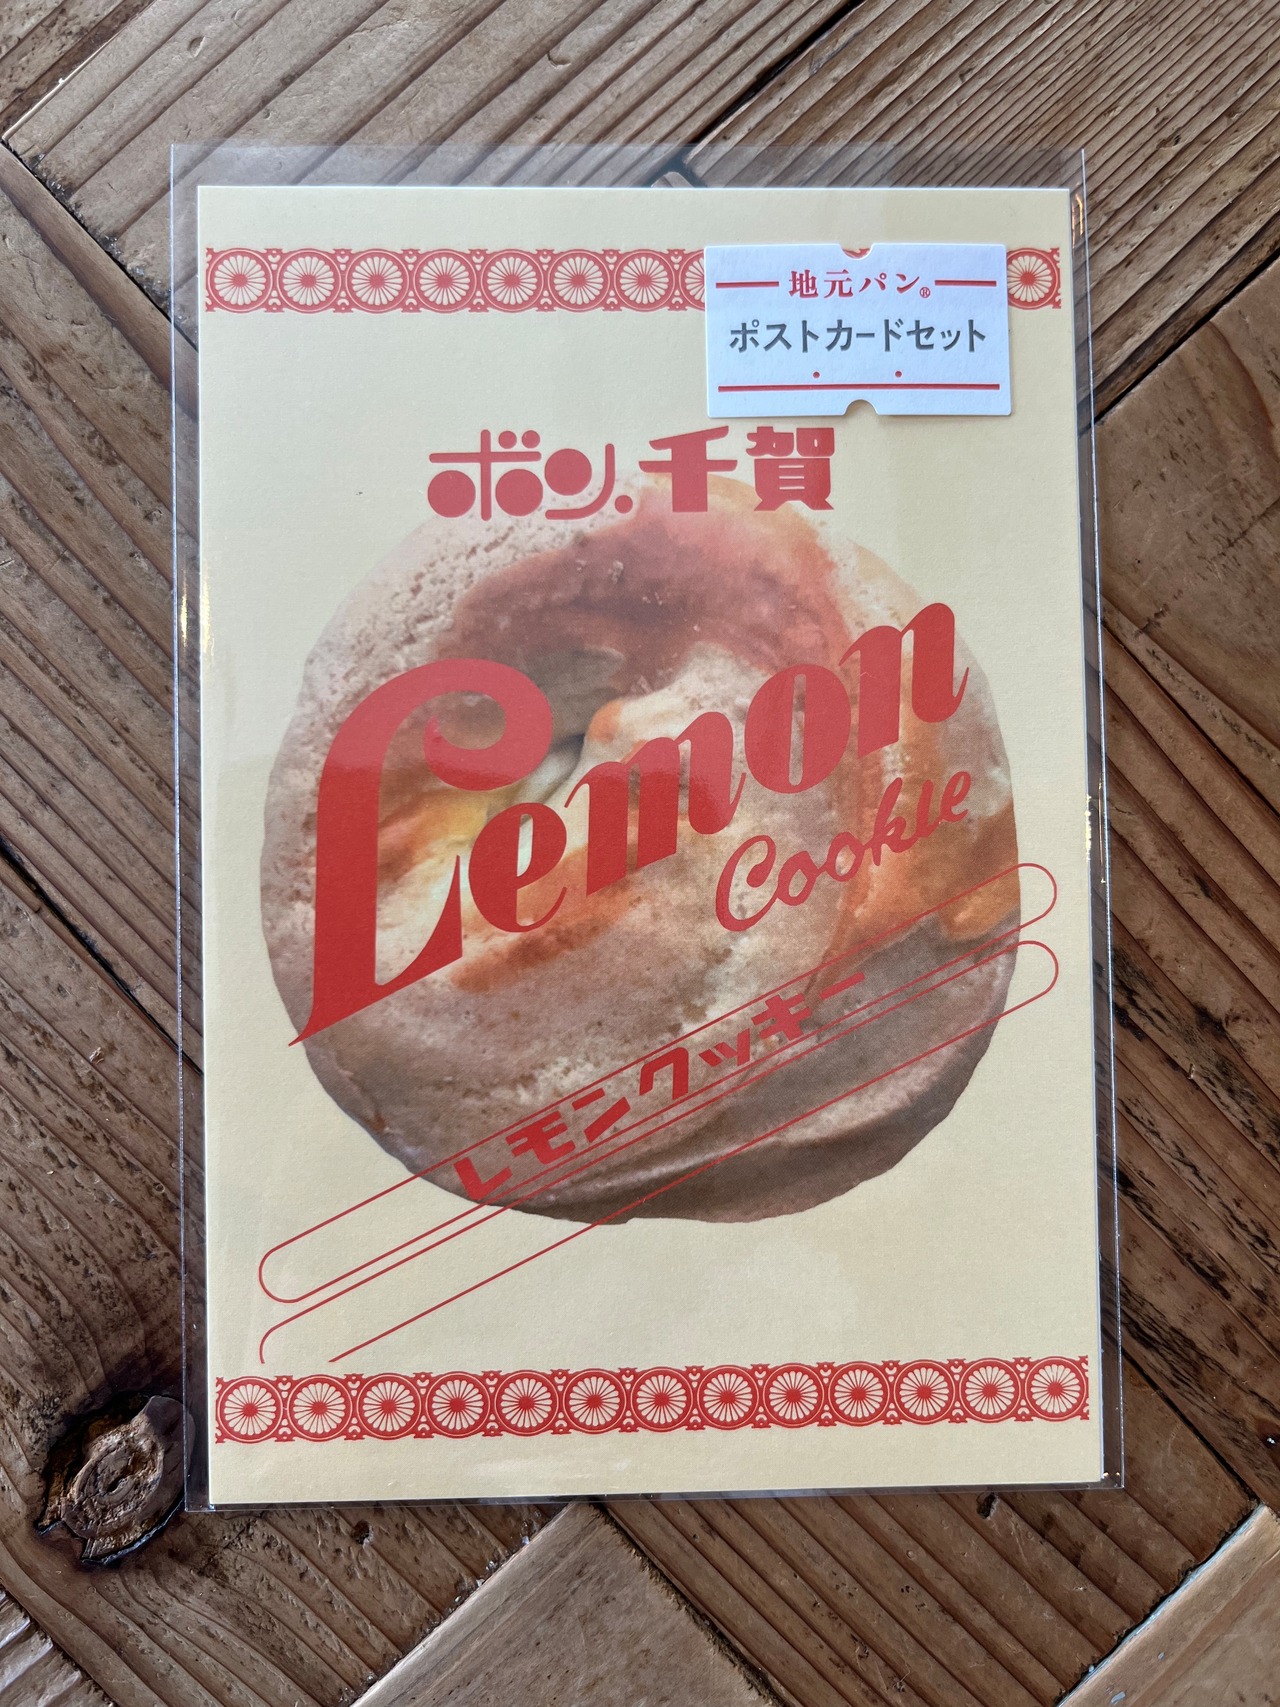 地元パン®
ポストカードセット
ボン.千賀
Lemon
Cookie
レモンクッキー